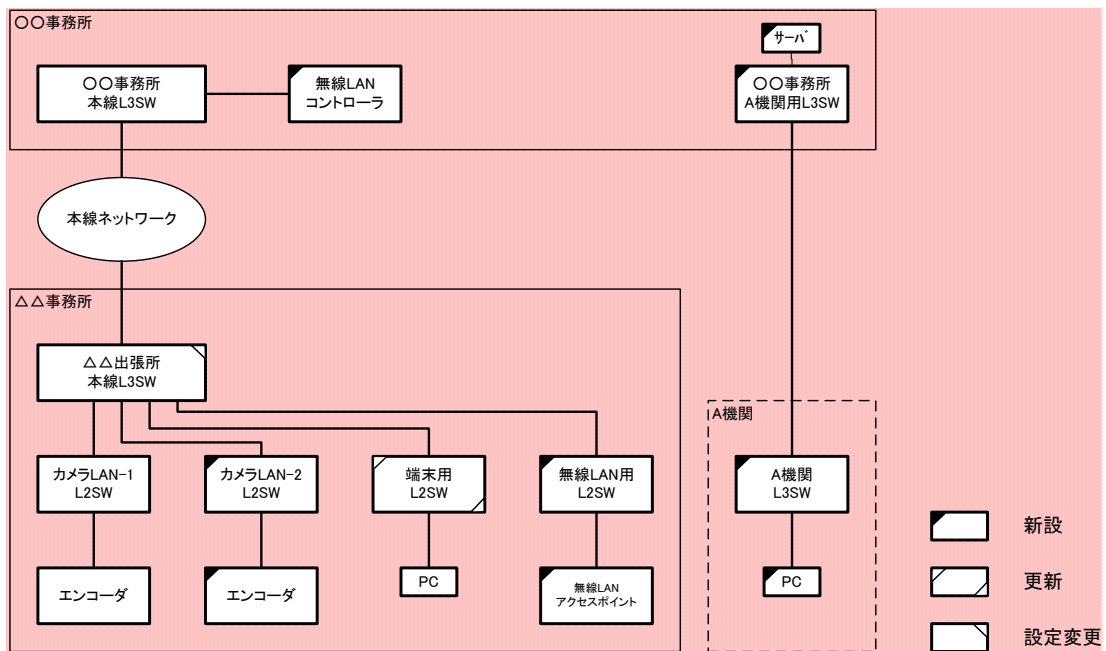 〇〇事務所
サーバ
〇〇事務所
本線L3SW
無線LAN
コントローラ
〇〇事務所
A機関用L3SW
本線ネットワーク
△△事務所
△△出張所
本線L3SW
A機関
カメラLAN-1
L2SW
カメラLAN-2
L2SW
端末用
L2SW
無線LAN用
L2SW
A機関
L3SW
新設
エンコーダ
エンコーダ
PC
無線LAN
アクセスポイント
PC
更新
設定変更